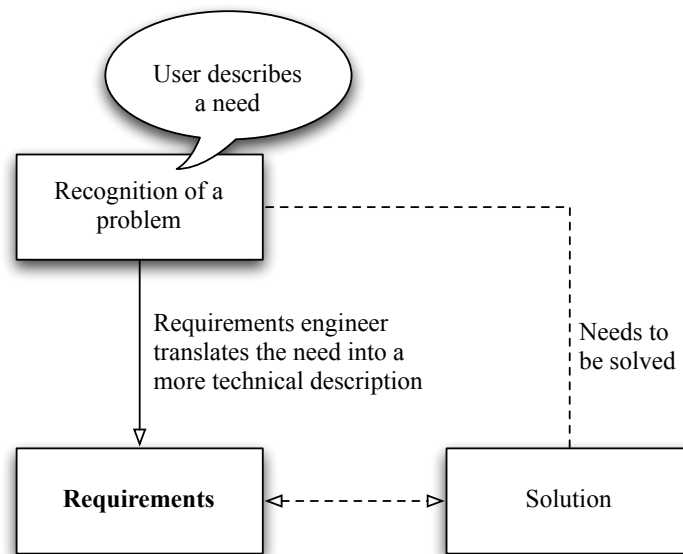 User describes
a need
Recognition of a
problem
Requirements engineer
translates the need into a
more technical description
Needs to
be solved
Requirements
Solution